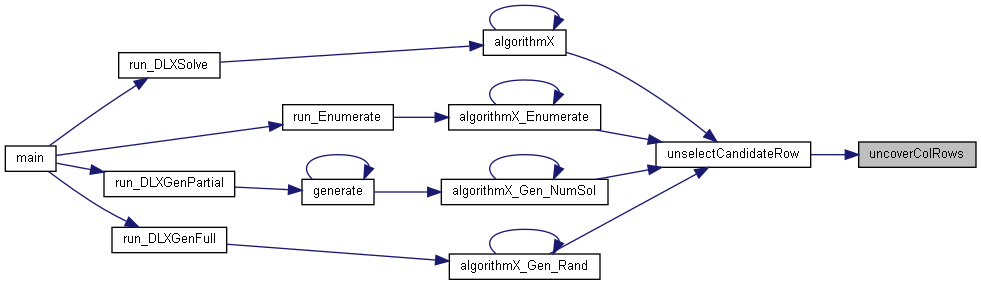 algorithmX
run_DLXSolve
run_Enumerate
algorithmX_Enumerate
main
unselectCandidateRow
uncoverColRows
run_DLXGenPartial
generate
algorithmX_Gen_NumSol
run_DLXGenFull
algorithmX_Gen_Rand